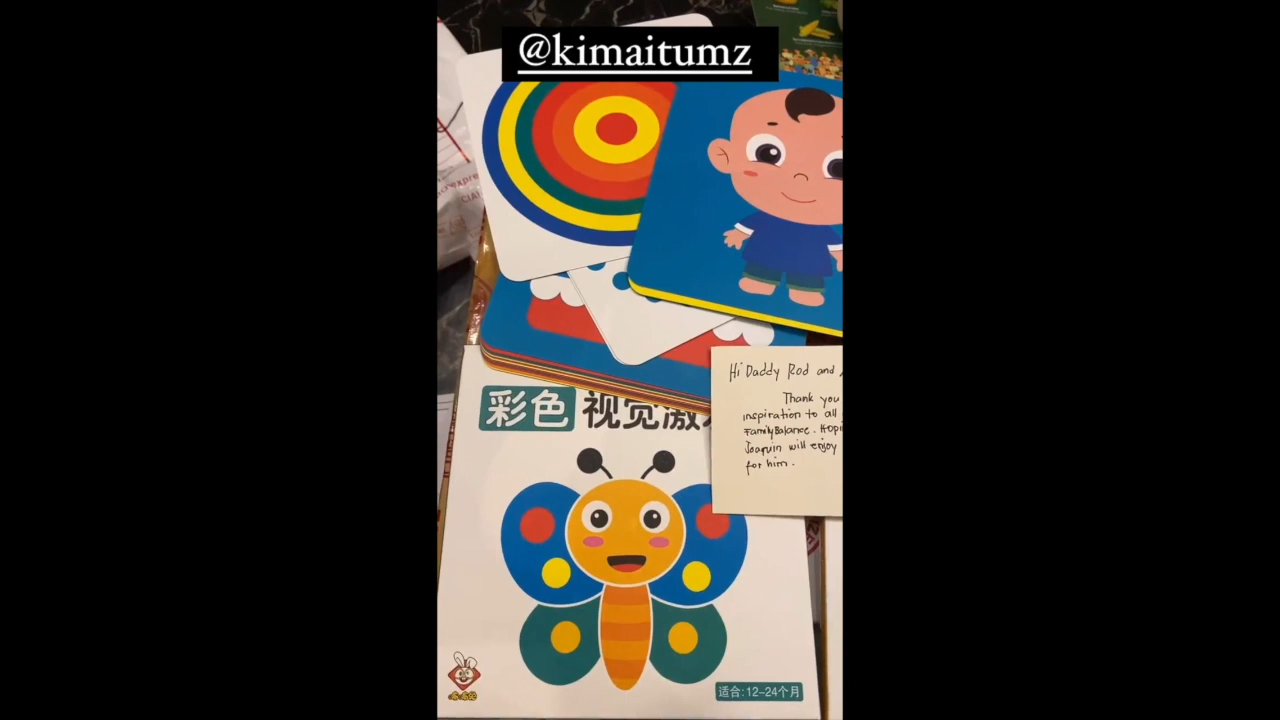 @kimaitumz
Hi Daddy Rod and
Thank you
inspiration to all
FamilyBalance. Hopi
Joaquin will enjoy
for him.
彩色 视觉激
适合:12-24个月